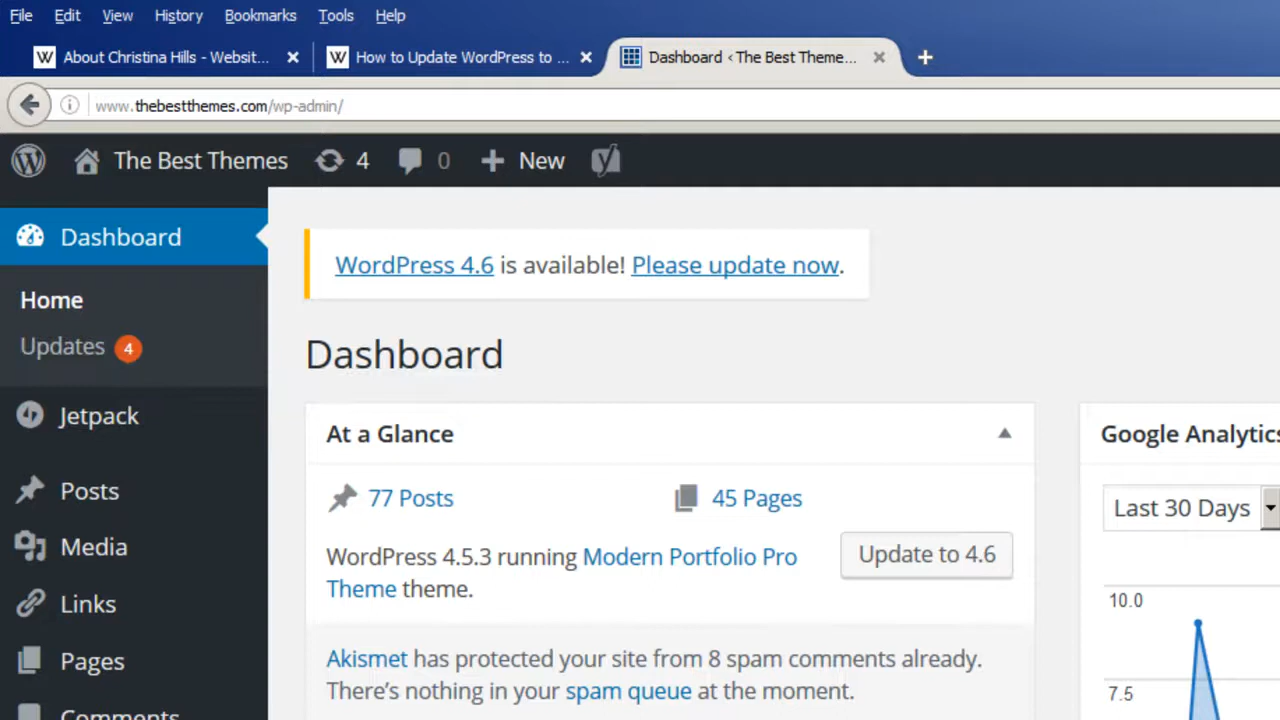 File Edit View History Bookmarks Tools Help
About Christina Hills - Websit...
How to Update WordPress to ...
Dashboard ‹ The Best Theme...
www.thebestthemes.com/wp-admin/
The Best Themes 4 0 New
Dashboard
Home
Updates 4
Jetpack
Posts
Media
Links
Pages
Comments
WordPress 4.6 is available! Please update now.
Dashboard
At a Glance
77 Posts 45 Pages
WordPress 4.5.3 running Modern Portfolio Pro
Theme theme.
Update to 4.6
Akismet has protected your site from 8 spam comments already.
There’s nothing in your spam queue at the moment.
Google Analytics
Last 30 Days
10.0
7.5